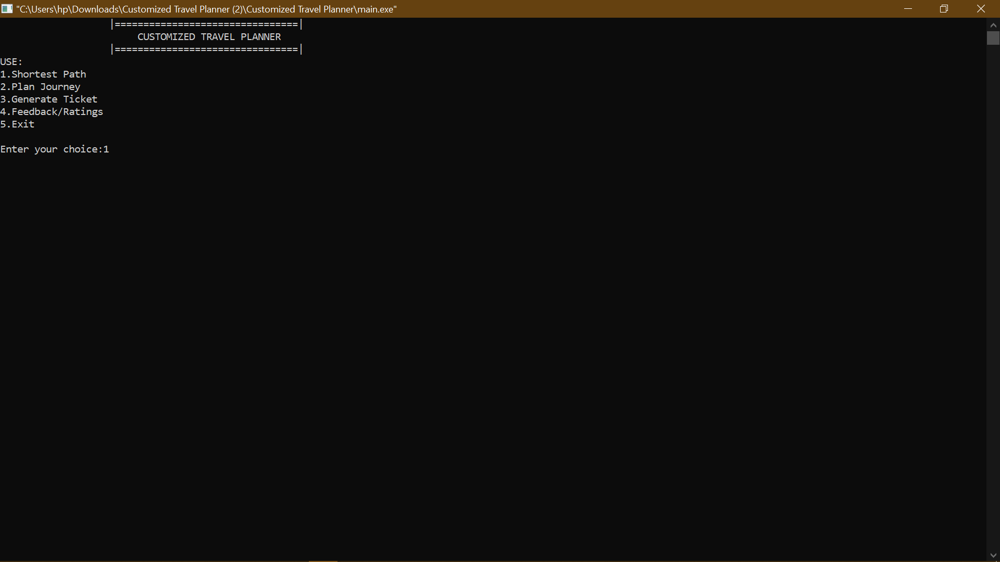 "C:\Users\hp\Downloads\Customized Travel Planner (2)\Customized Travel Planner\main.exe"
|================================|
CUSTOMIZED TRAVEL PLANNER
|================================|
USE:
1.Shortest Path
2.Plan Journey
3.Generate Ticket
4.Feedback/Ratings
5.Exit
Enter your choice:1